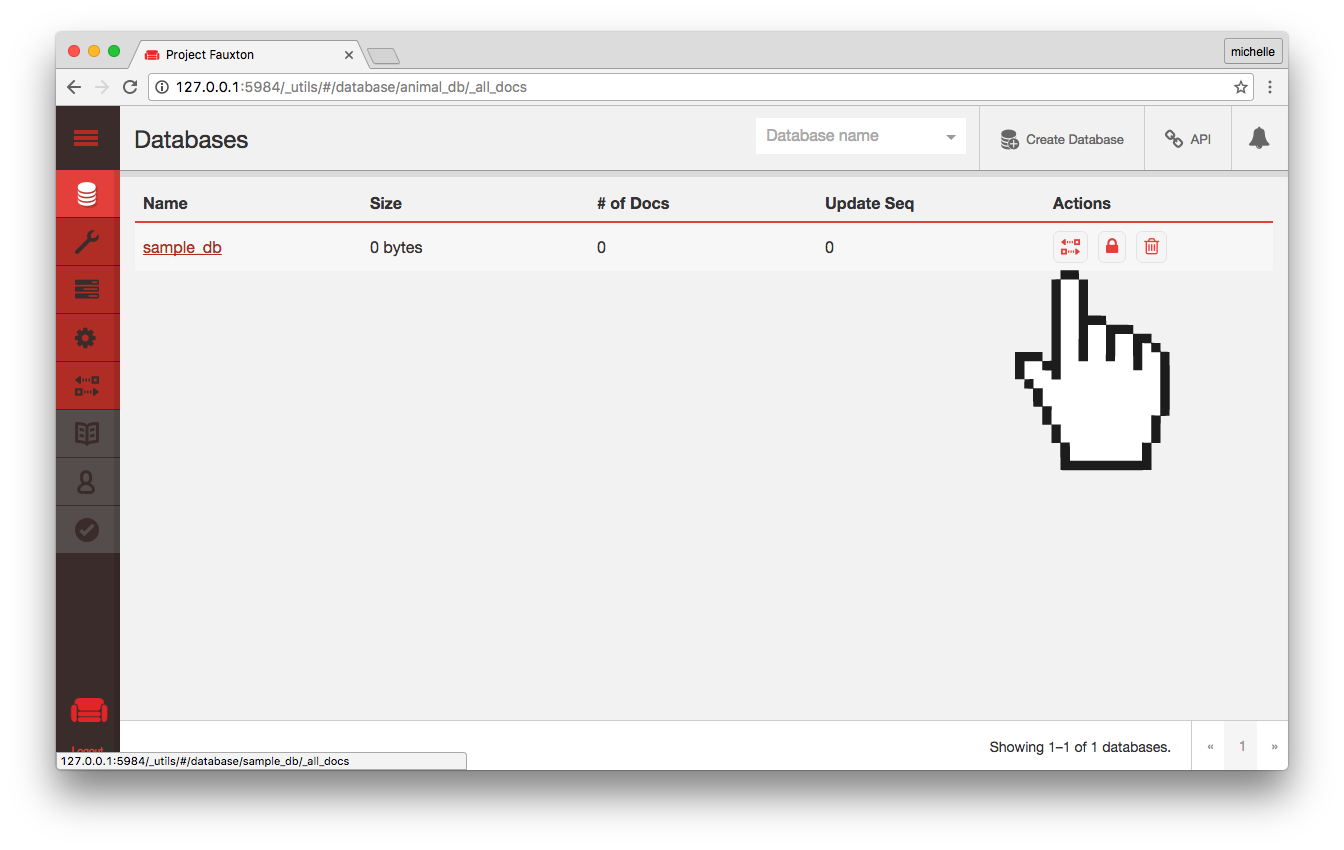 Project Fauxton
michelle
127.0.0.1:5984/_utils/#/database/animal_db/_all_docs
Databases
Database name
Create Database
API
Name Size # of Docs Update Seq Actions
sample_db 0 bytes 0 0
Showing 1–1 of 1 databases. « 1 »
Logout
127.0.0.1:5984/_utils/#/database/sample_db/_all_docs